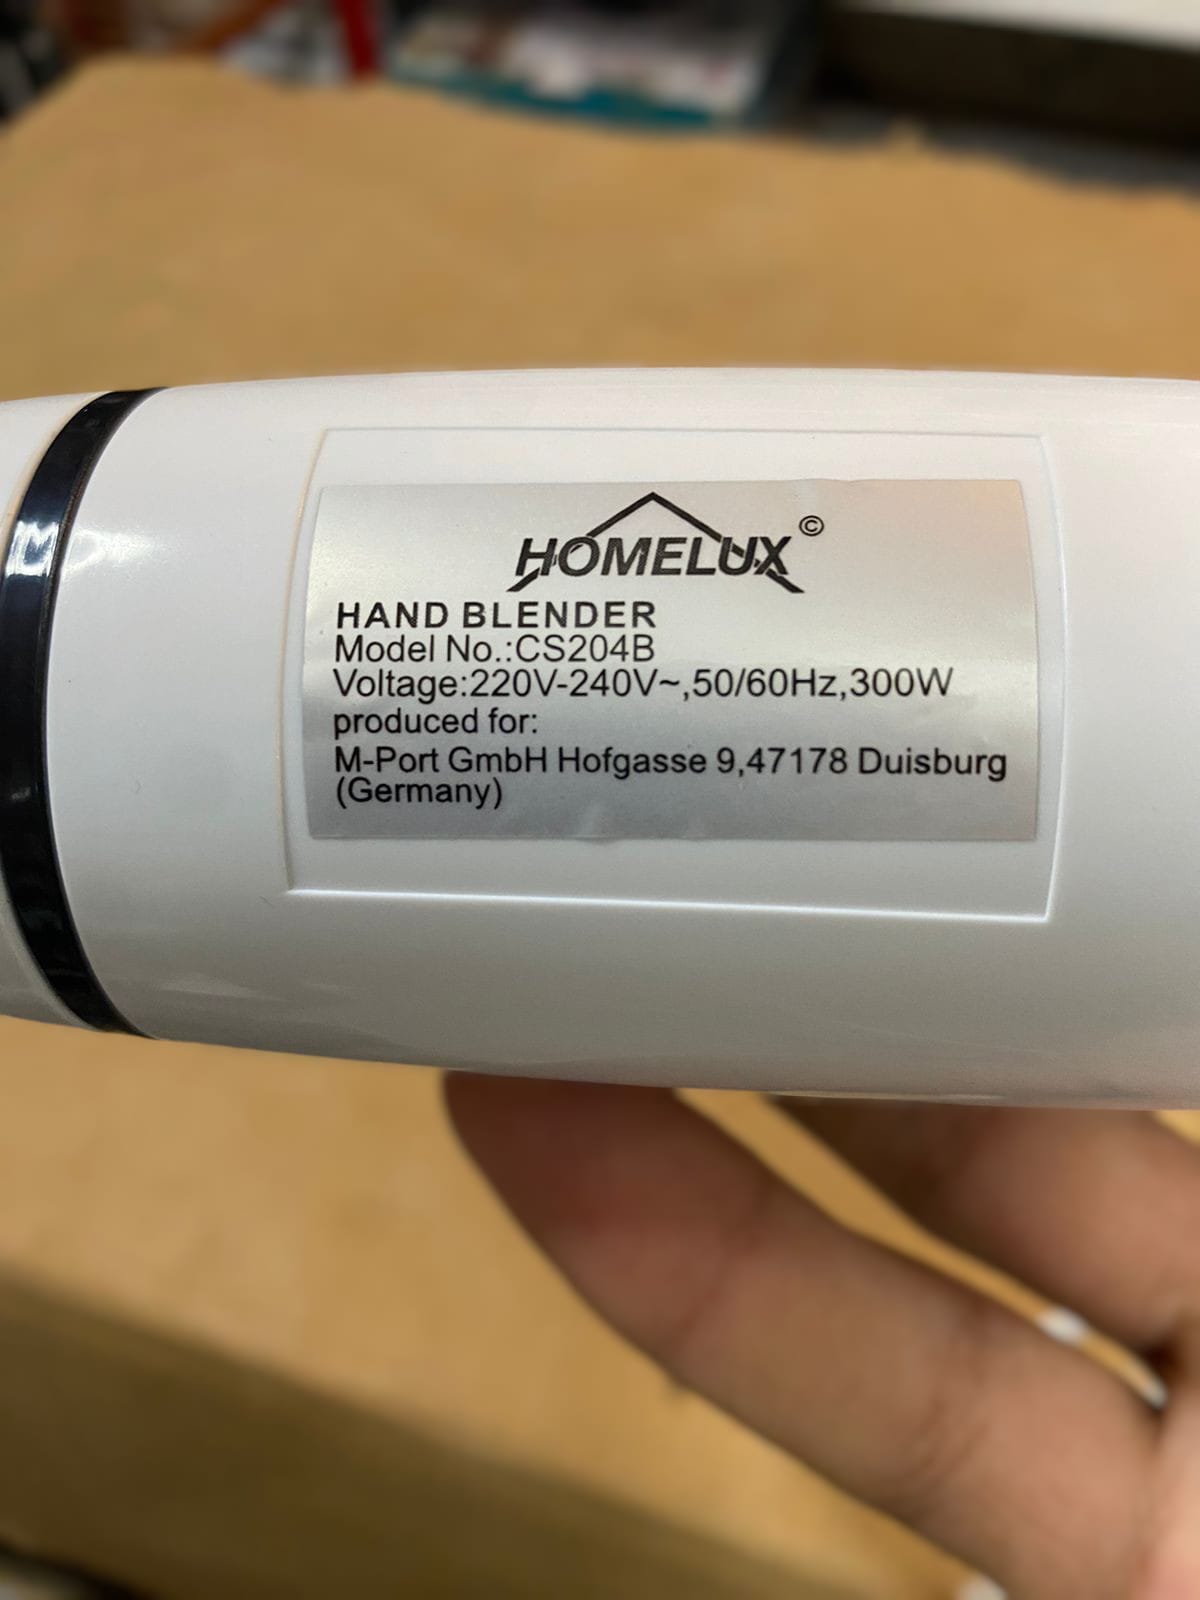 HOMELUX ©
HAND BLENDER
Model No.:CS204B
Voltage:220V-240V~,50/60Hz,300W
produced for:
M-Port GmbH Hofgasse 9,47178 Duisburg
(Germany)